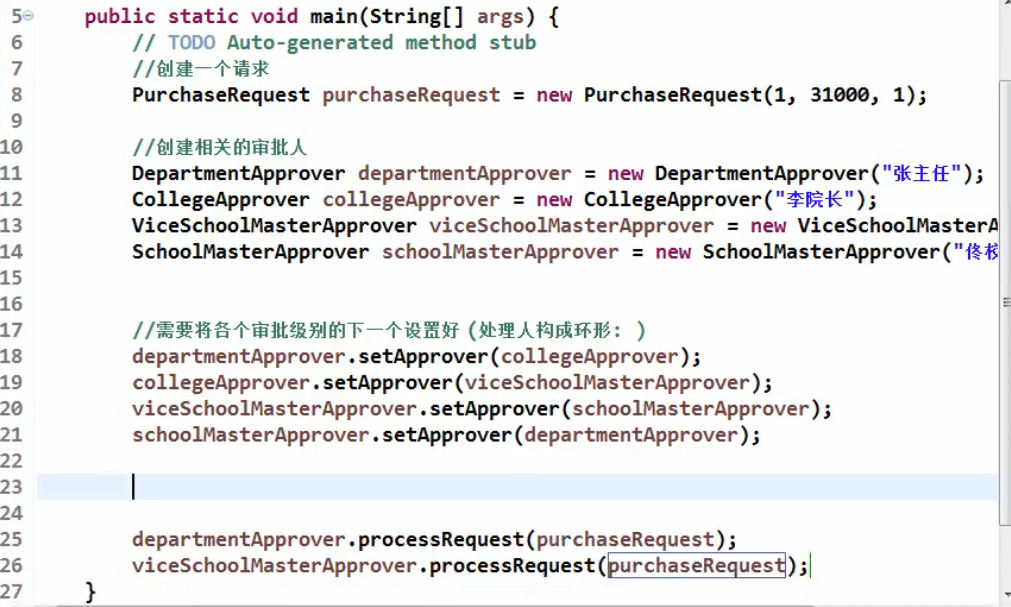 5 public static void main(String[] args) {
6 // TODO Auto-generated method stub
7 //创建一个请求
8 PurchaseRequest purchaseRequest = new PurchaseRequest(1, 31000, 1);
9
10 //创建相关的审批人
11 DepartmentApprover departmentApprover = new DepartmentApprover("张主任");
12 CollegeApprover collegeApprover = new CollegeApprover("李院长");
13 ViceSchoolMasterApprover viceSchoolMasterApprover = new ViceSchoolMasterA
14 SchoolMasterApprover schoolMasterApprover = new SchoolMasterApprover("佟校
15
16
17 //需要将各个审批级别的下一个设置好 (处理人构成环形: )
18 departmentApprover.setApprover(collegeApprover);
19 collegeApprover.setApprover(viceSchoolMasterApprover);
20 viceSchoolMasterApprover.setApprover(schoolMasterApprover);
21 schoolMasterApprover.setApprover(departmentApprover);
22
23
24
25 departmentApprover.processRequest(purchaseRequest);
26 viceSchoolMasterApprover.processRequest(purchaseRequest);
27 }